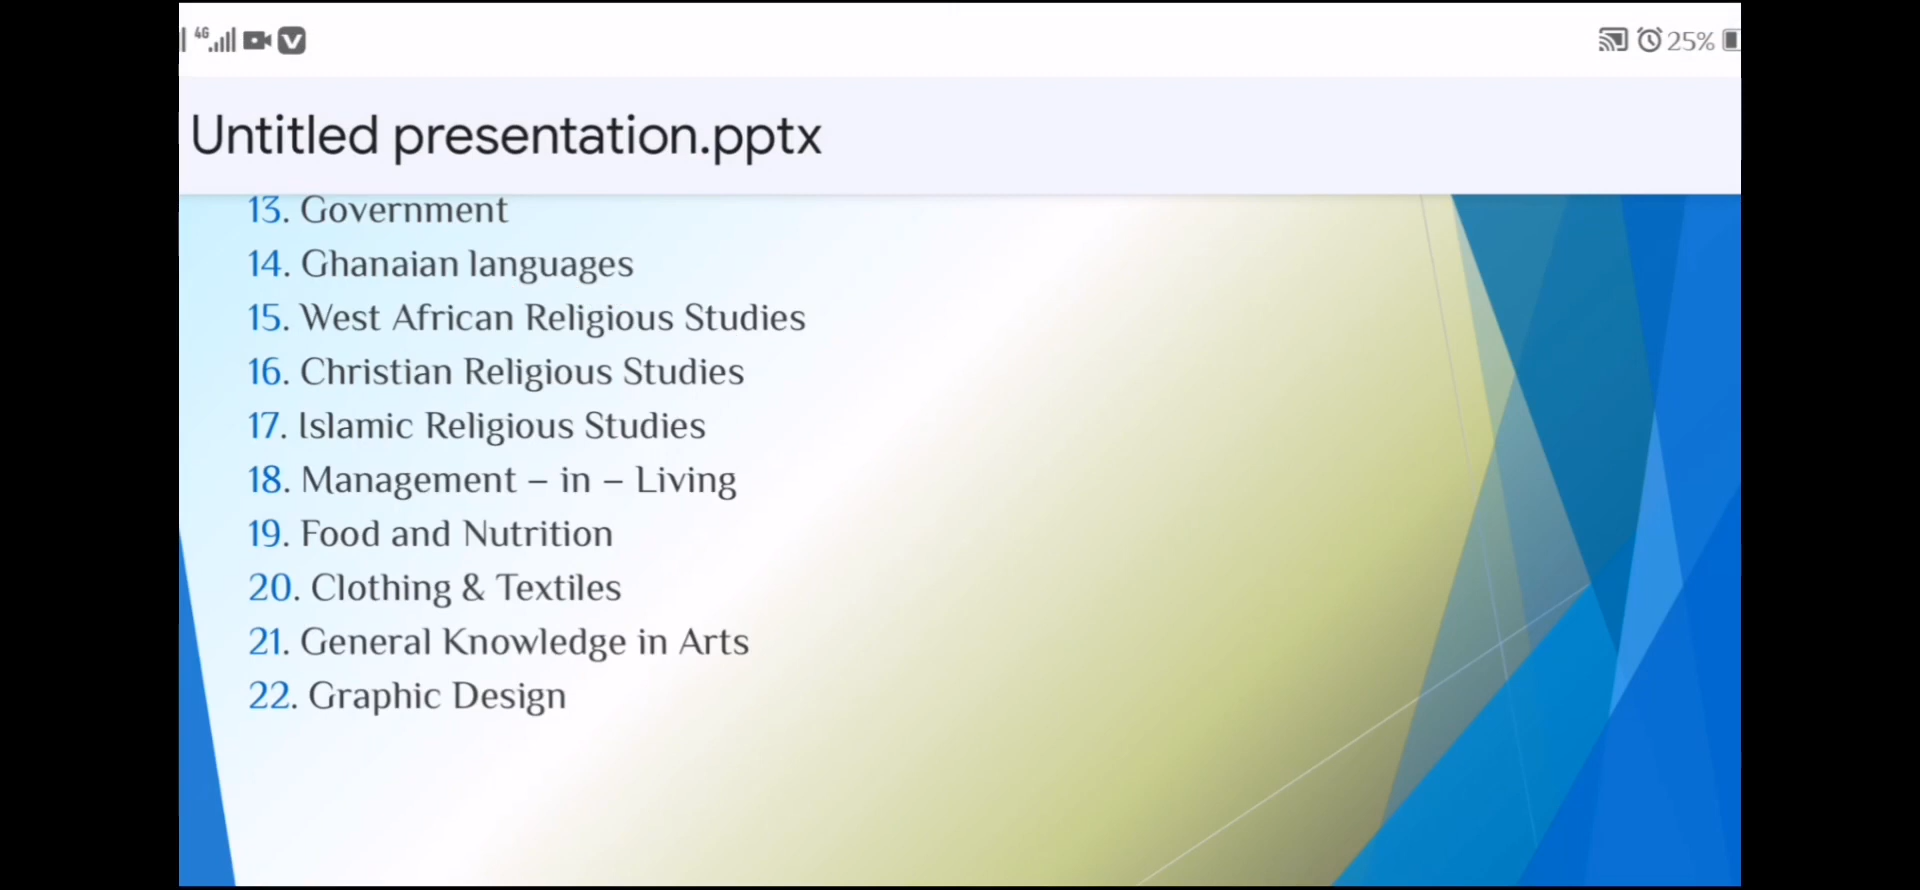 4G 25%
Untitled presentation.pptx
13. Government
14. Ghanaian languages
15. West African Religious Studies
16. Christian Religious Studies
17. Islamic Religious Studies
18. Management – in – Living
19. Food and Nutrition
20. Clothing & Textiles
21. General Knowledge in Arts
22. Graphic Design